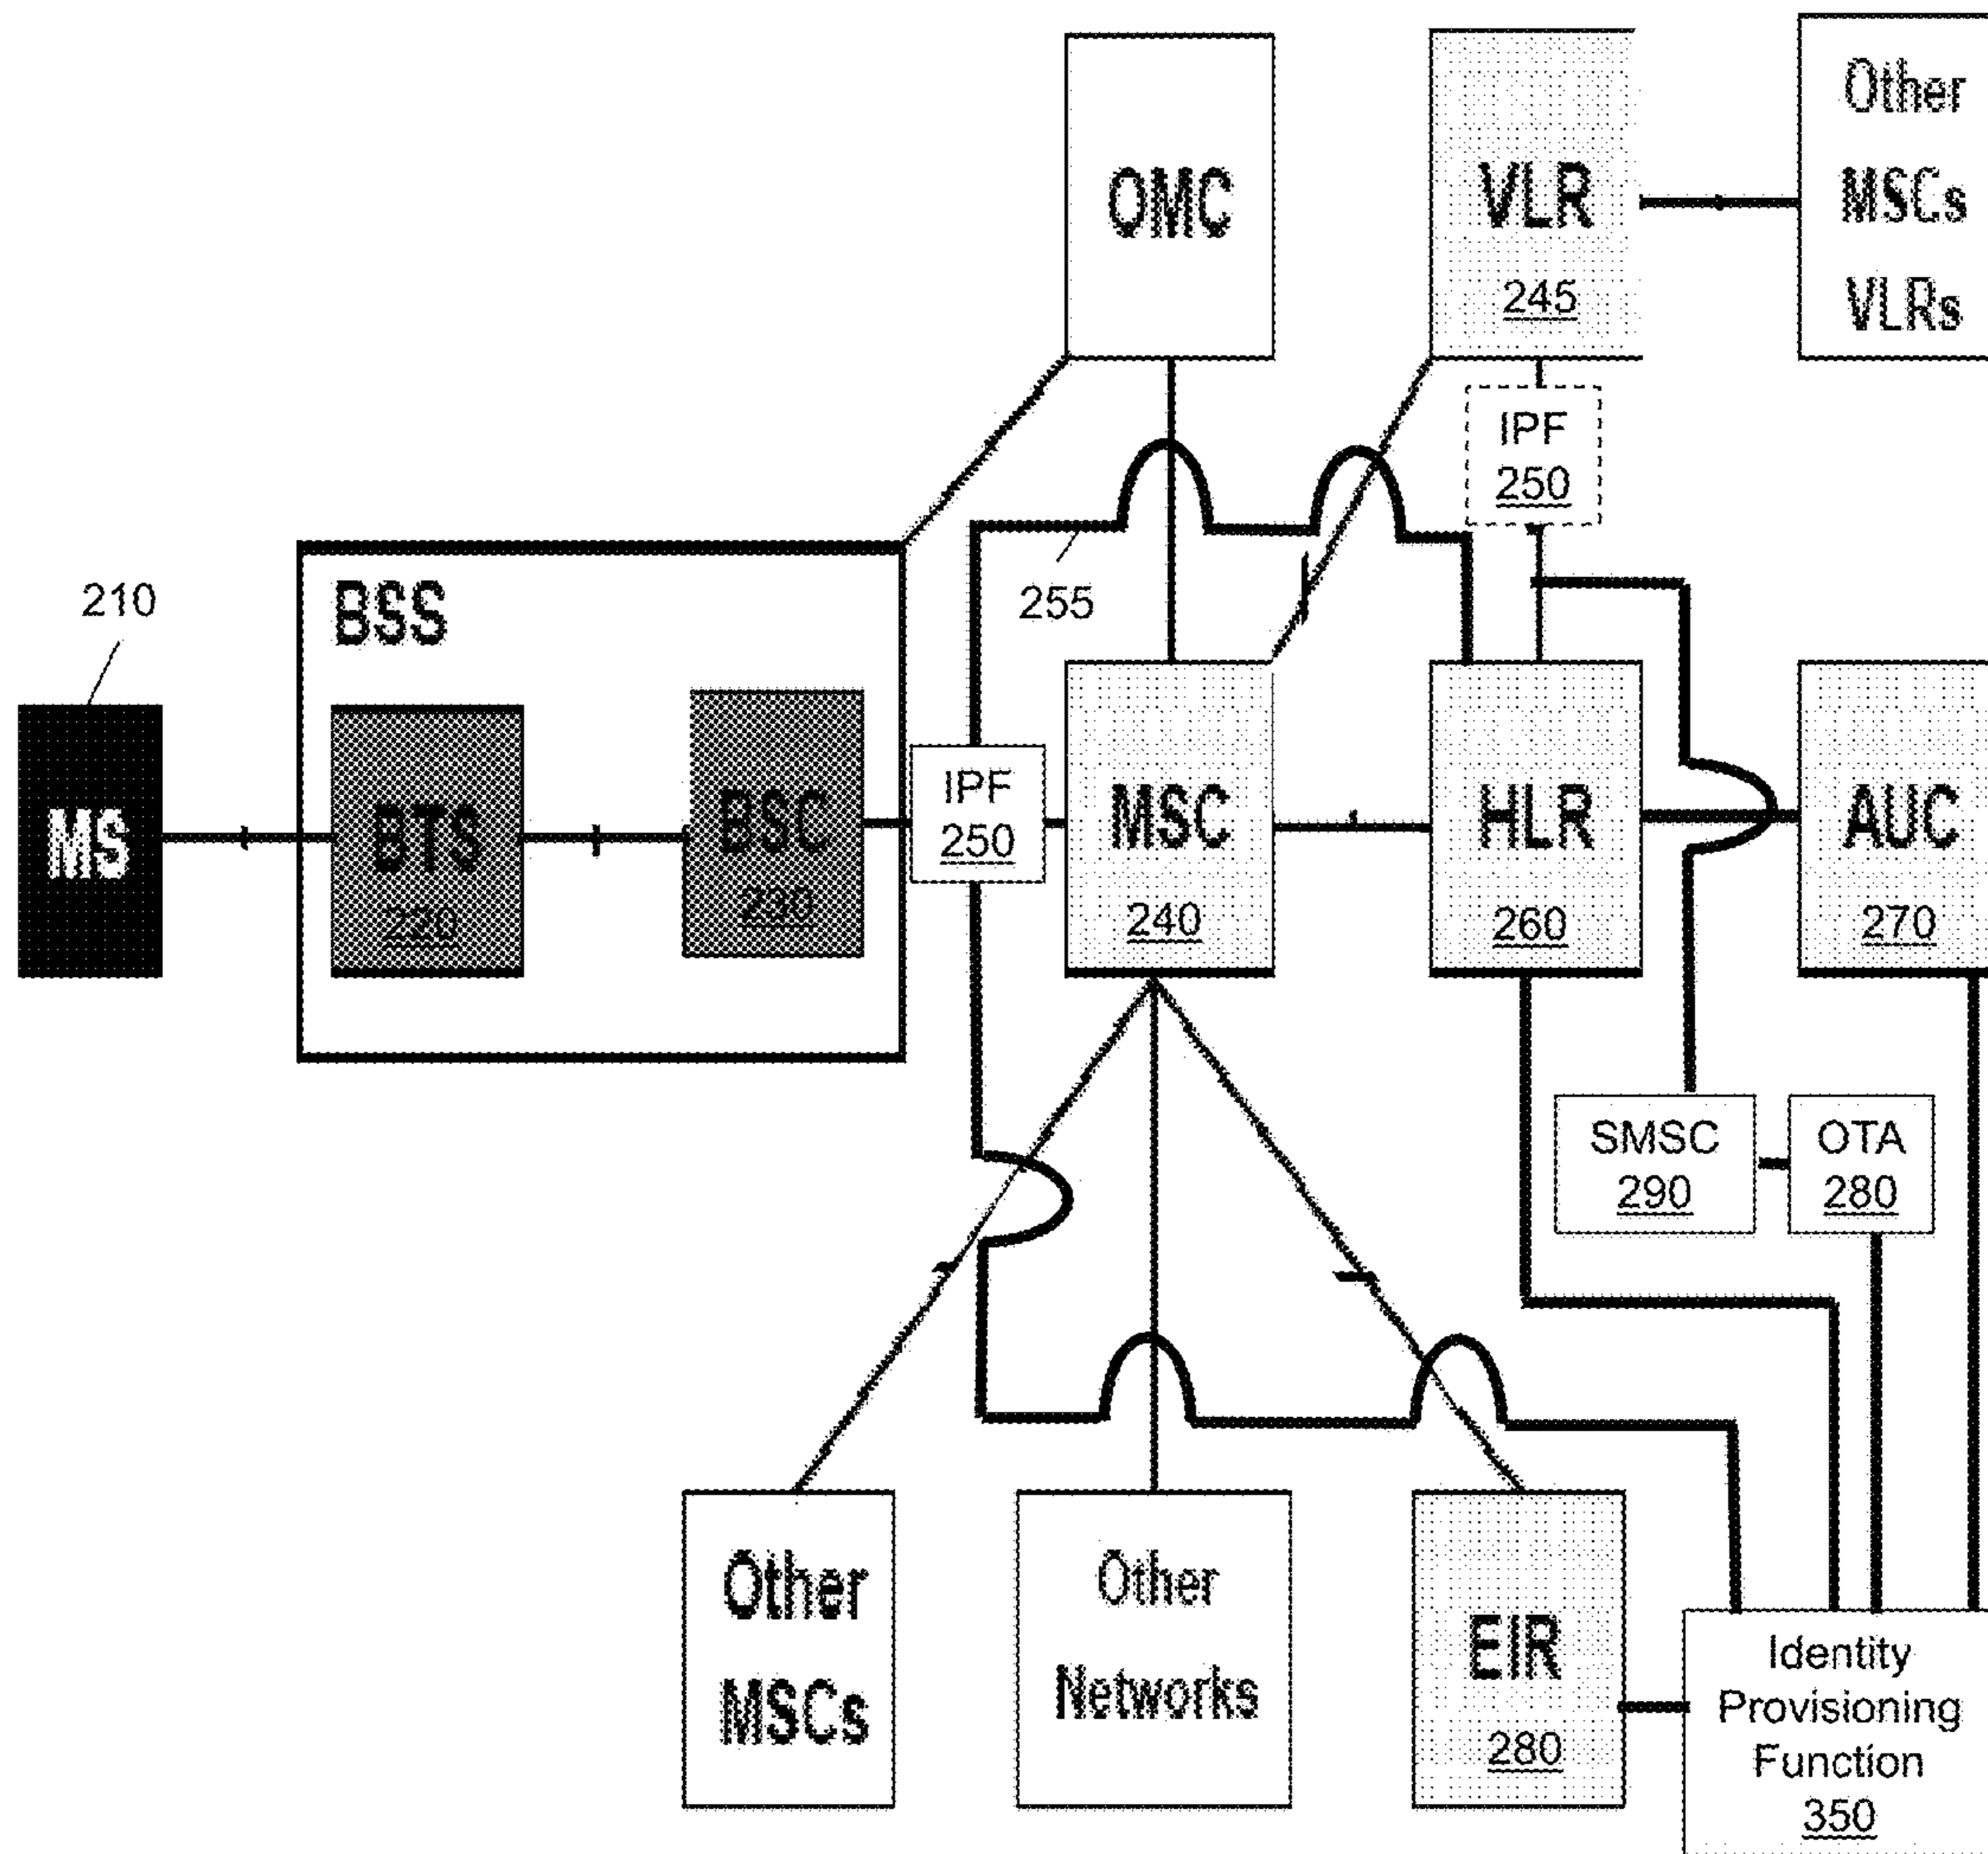 OMC
VLR
245
Other
MSCs
VLRs
IPF
250
255
210
BSS
MS
BTS
220
BSC
230
IPF
250
MSC
240
HLR
260
AUC
270
SMSC
290
OTA
280
Other
MSCs
Other
Networks
EIR
280
Identity
Provisioning
Function
350